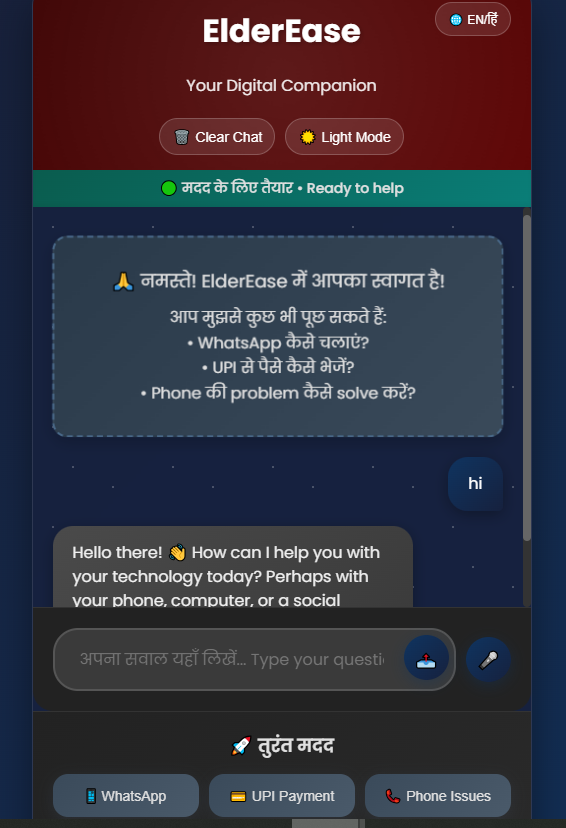 ElderEase
EN/हिं
Your Digital Companion
Clear Chat
Light Mode
मदद के लिए तैयार • Ready to help
नमस्ते! ElderEase में आपका स्वागत है!
आप मुझसे कुछ भी पूछ सकते हैं:
• WhatsApp कैसे चलाएं?
• UPI से पैसे कैसे भेजें?
• Phone की problem कैसे solve करें?
hi
Hello there! 👋 How can I help you with
your technology today? Perhaps with
your phone, computer, or a social
अपना सवाल यहाँ लिखें... Type your questi
तुरंत मदद
WhatsApp
UPI Payment
Phone Issues